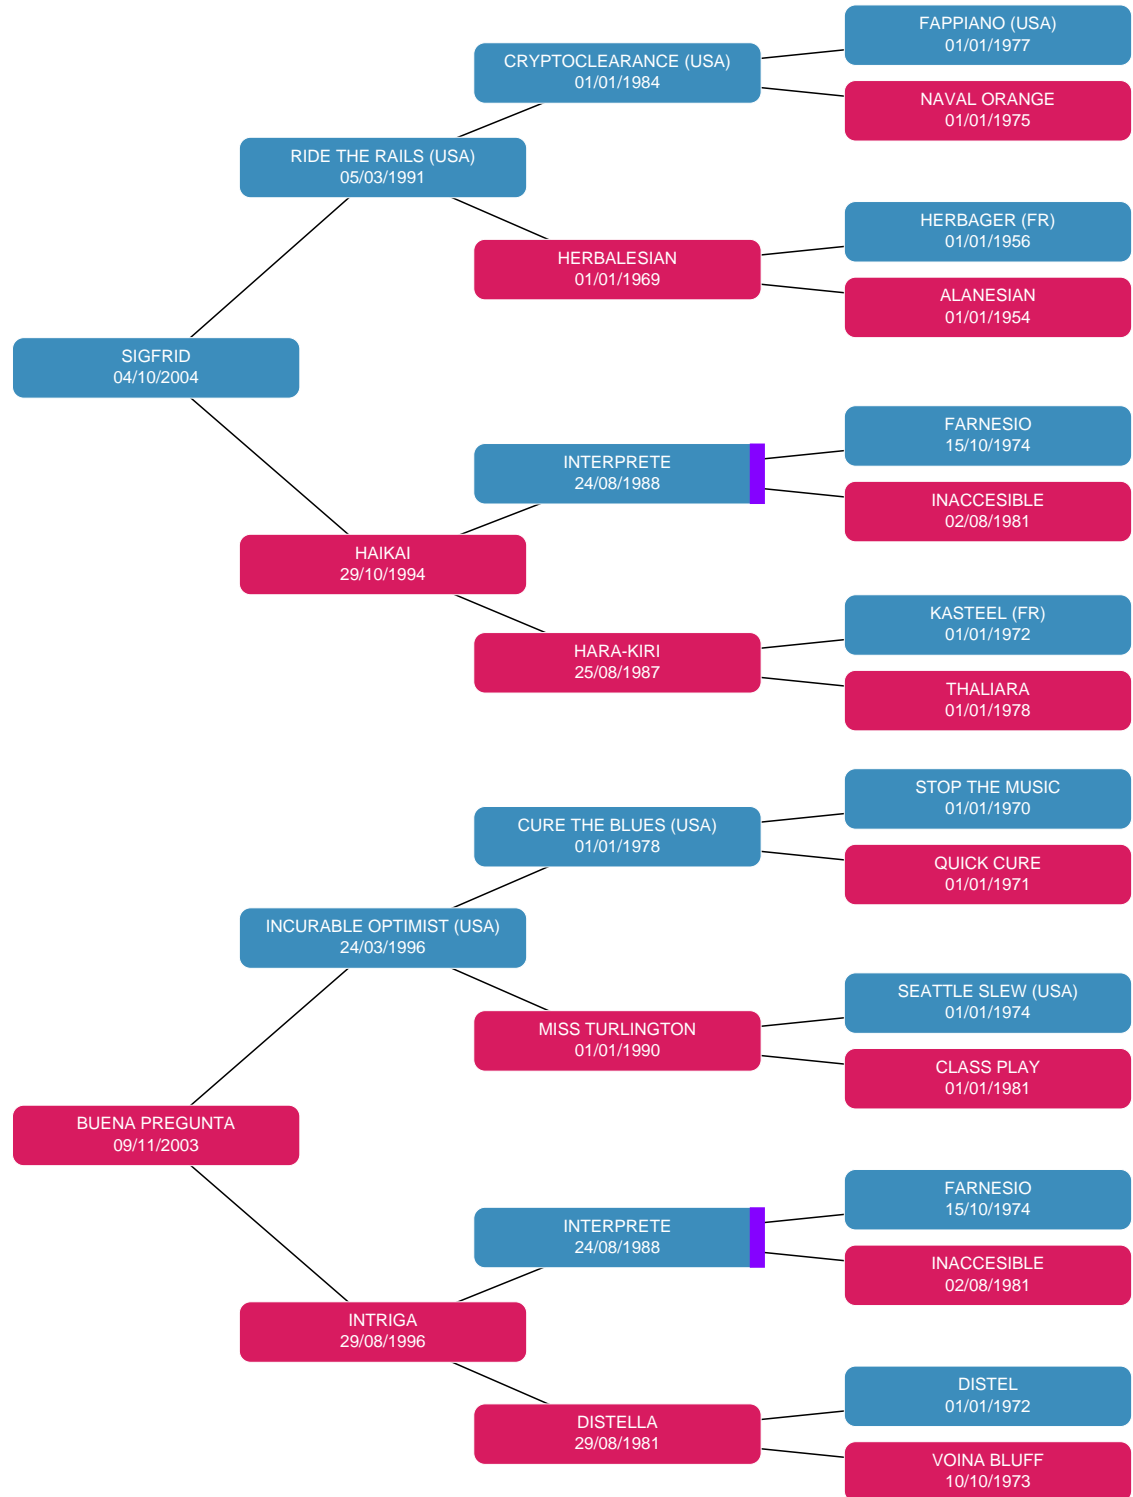 FAPPIANO (USA)
01/01/1977
CRYPTOCLEARANCE (USA)
01/01/1984
NAVAL ORANGE
01/01/1975
RIDE THE RAILS (USA)
05/03/1991
HERBAGER (FR)
01/01/1956
HERBALESIAN
01/01/1969
ALANESIAN
01/01/1954
SIGFRID
04/10/2004
FARNESIO
15/10/1974
INTERPRETE
24/08/1988
INACCESIBLE
02/08/1981
HAIKAI
29/10/1994
KASTEEL (FR)
01/01/1972
HARA-KIRI
25/08/1987
THALIARA
01/01/1978
STOP THE MUSIC
01/01/1970
CURE THE BLUES (USA)
01/01/1978
QUICK CURE
01/01/1971
INCURABLE OPTIMIST (USA)
24/03/1996
SEATTLE SLEW (USA)
01/01/1974
MISS TURLINGTON
01/01/1990
CLASS PLAY
01/01/1981
BUENA PREGUNTA
09/11/2003
FARNESIO
15/10/1974
INTERPRETE
24/08/1988
INACCESIBLE
02/08/1981
INTRIGA
29/08/1996
DISTEL
01/01/1972
DISTELLA
29/08/1981
VOINA BLUFF
10/10/1973